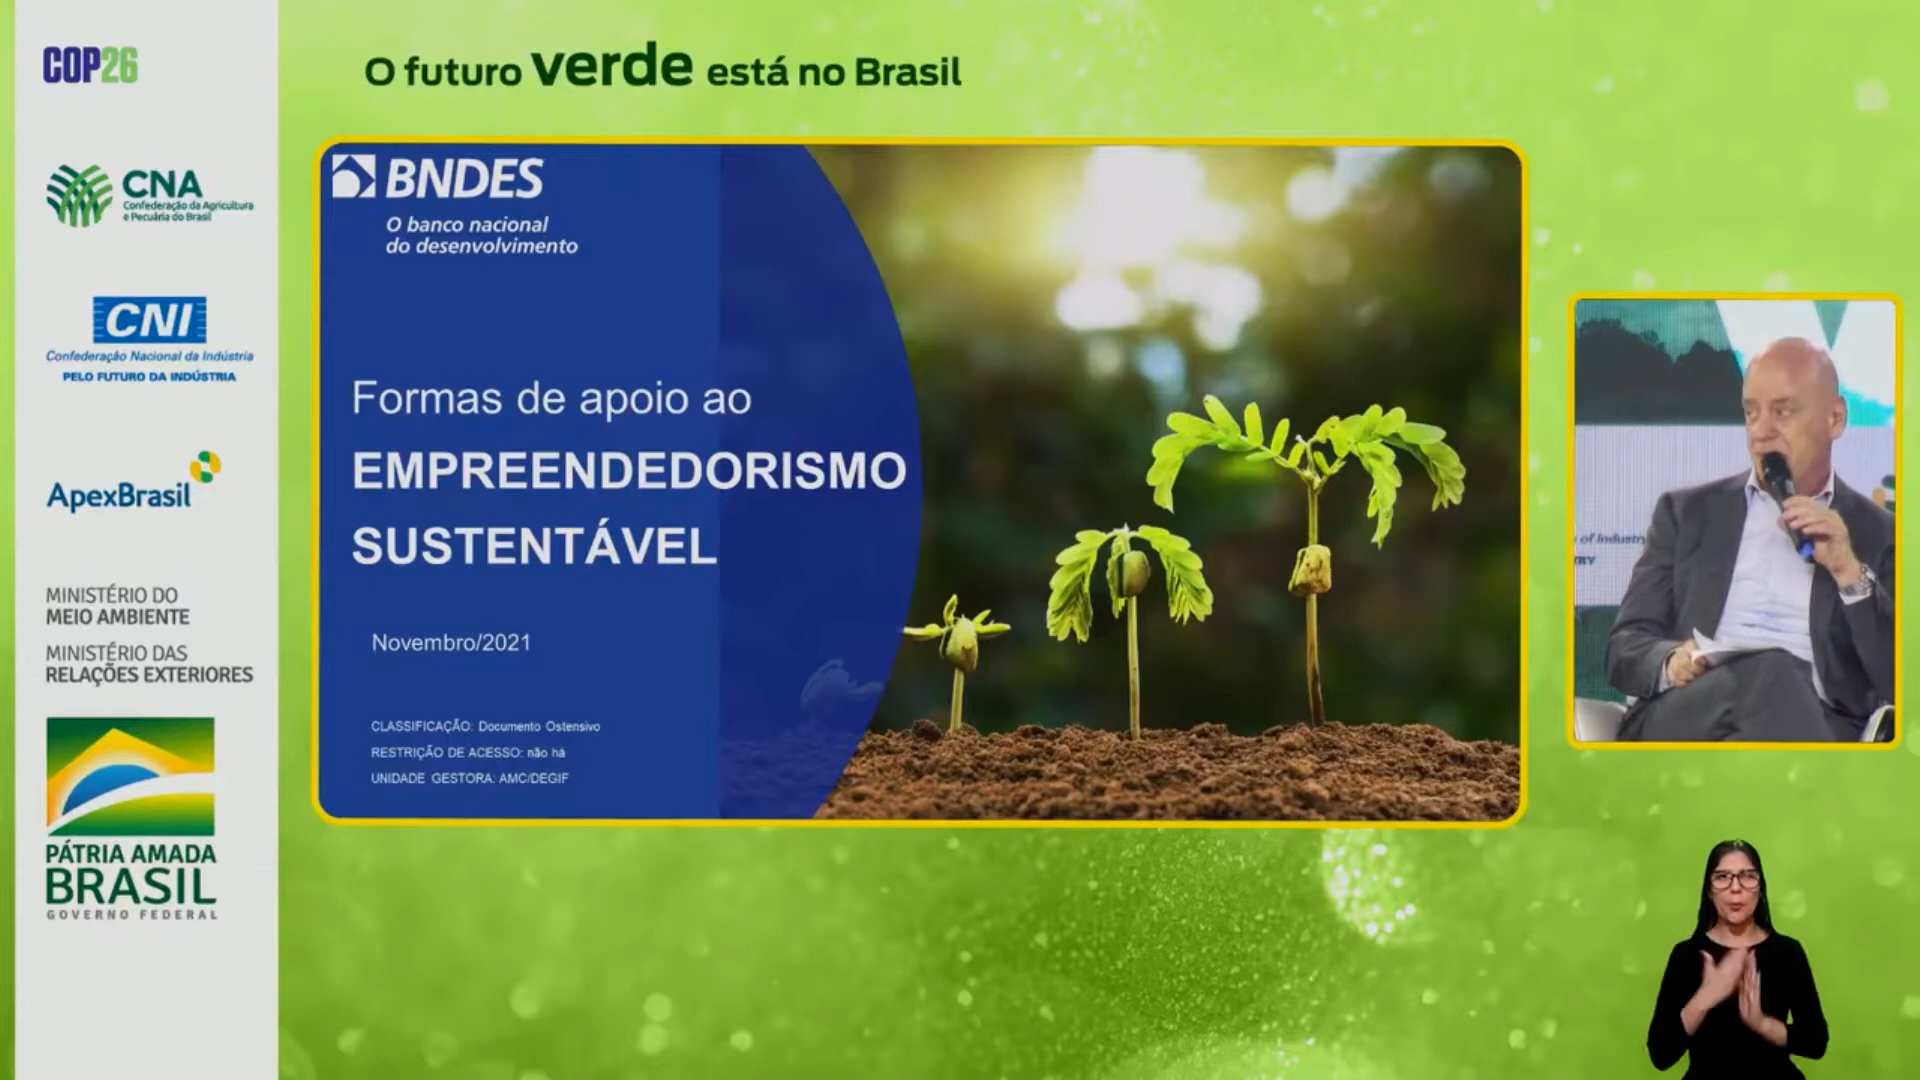 COP26
O futuro verde está no Brasil
CNA
Confederação da Agricultura
e Pecuária do Brasil
CNI
Confederação Nacional da Indústria
PELO FUTURO DA INDÚSTRIA
ApexBrasil
MINISTÉRIO DO
MEIO AMBIENTE
MINISTÉRIO DAS
RELAÇÕES EXTERIORES
PÁTRIA AMADA
BRASIL
GOVERNO FEDERAL
BNDES
O banco nacional
do desenvolvimento
Formas de apoio ao
EMPREENDEDORISMO
SUSTENTÁVEL
Novembro/2021
CLASSIFICAÇÃO: Documento Ostensivo
RESTRIÇÃO DE ACESSO: não há
UNIDADE GESTORA: AMC/DEGIF
of Industry